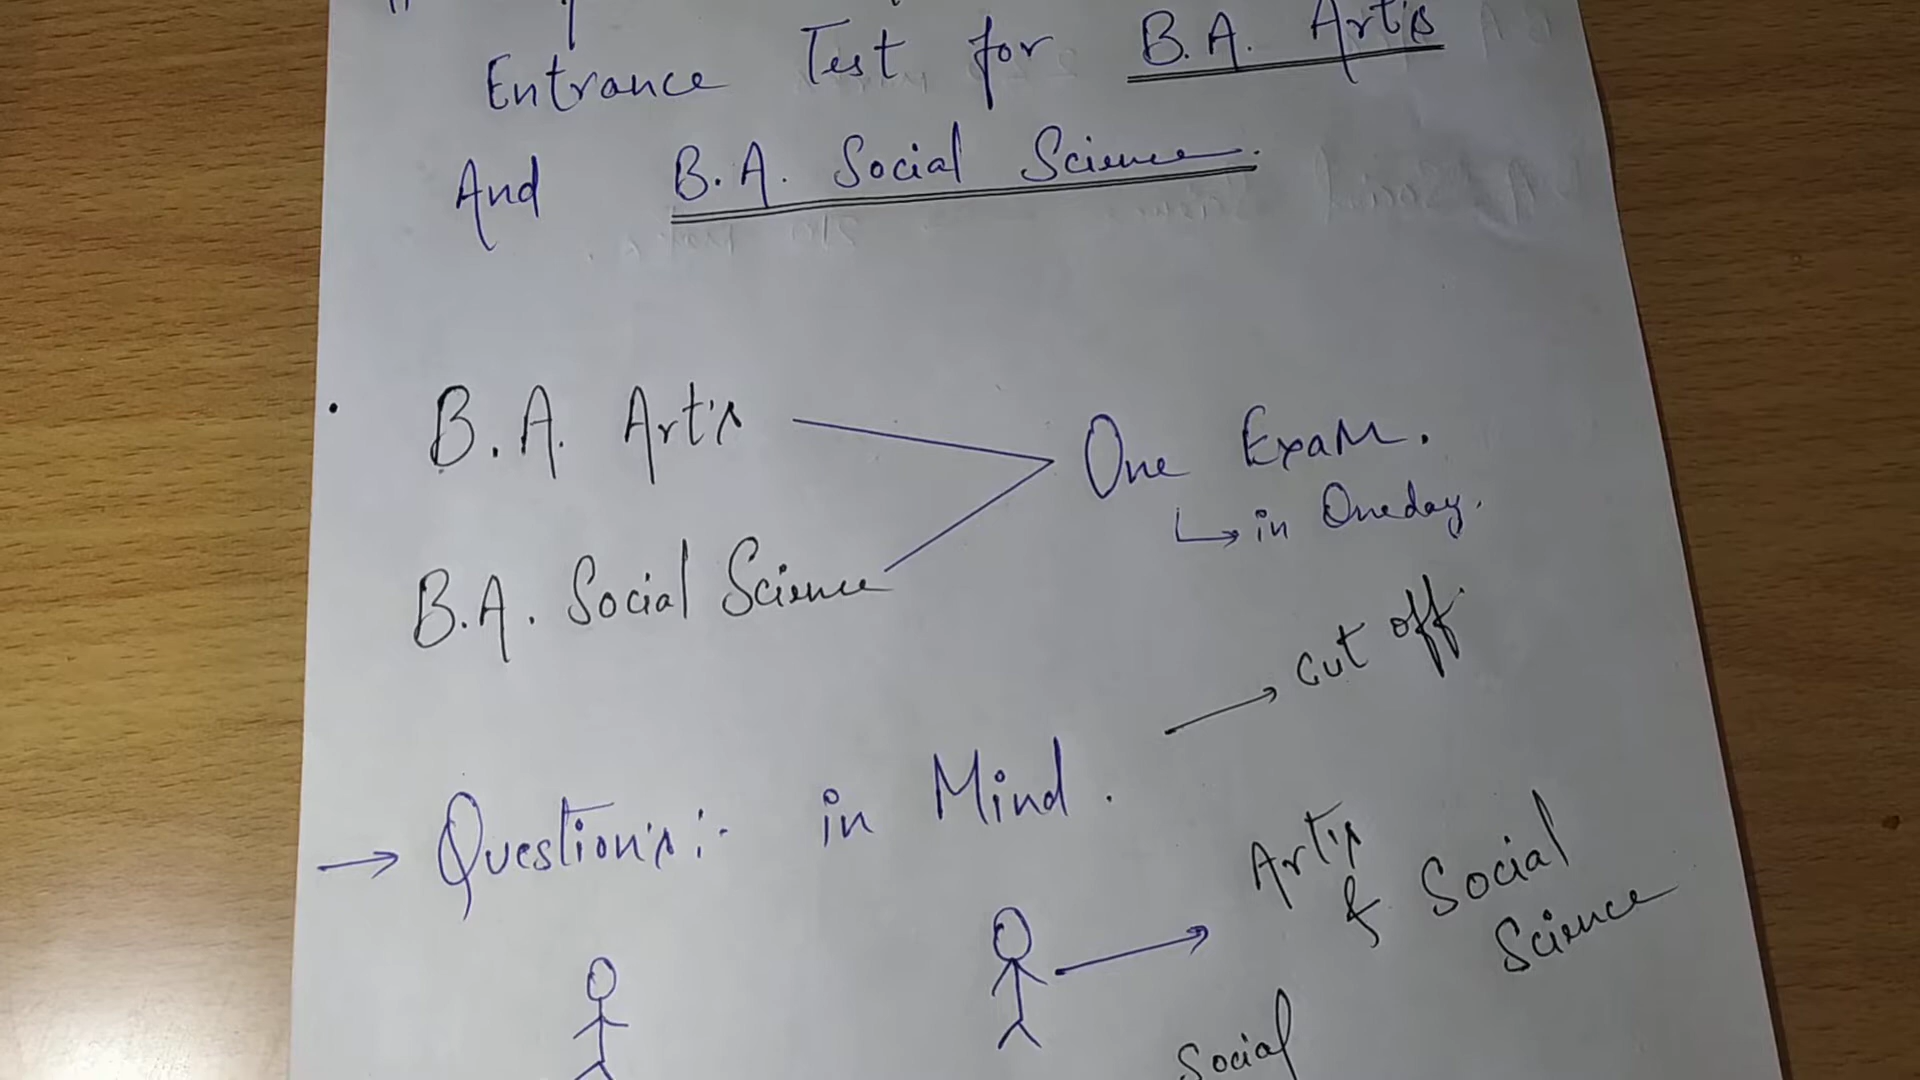 Entrance Test for B.A. Arts
And B.A. Social Science.
B.A. Arts
One Exam.
↳ in Oneday.
B.A. Social Science
→ cut off
→ Question's:- in Mind.
→ Arts
& Social
Science
Social